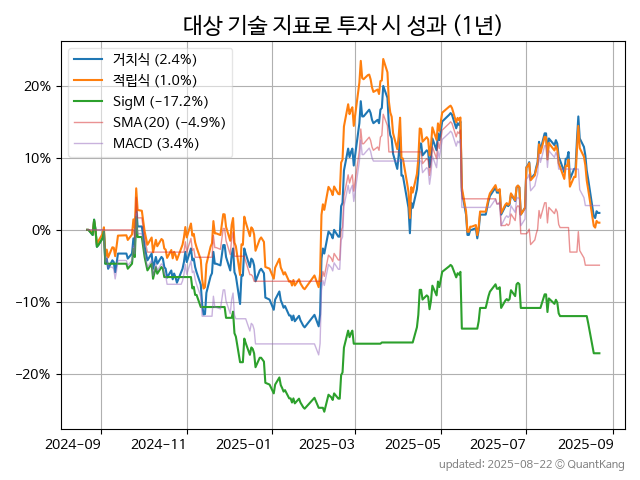 대상 기술 지표로 투자 시 성과 (1년)
거치식 (2.4%)
적립식 (1.0%)
SigM (−17.2%)
SMA(20) (−4.9%)
MACD (3.4%)
20%
10%
0%
−10%
−20%
2024-09 2024-11 2025-01 2025-03 2025-05 2025-07 2025-09
updated: 2025-08-22 © QuantKang